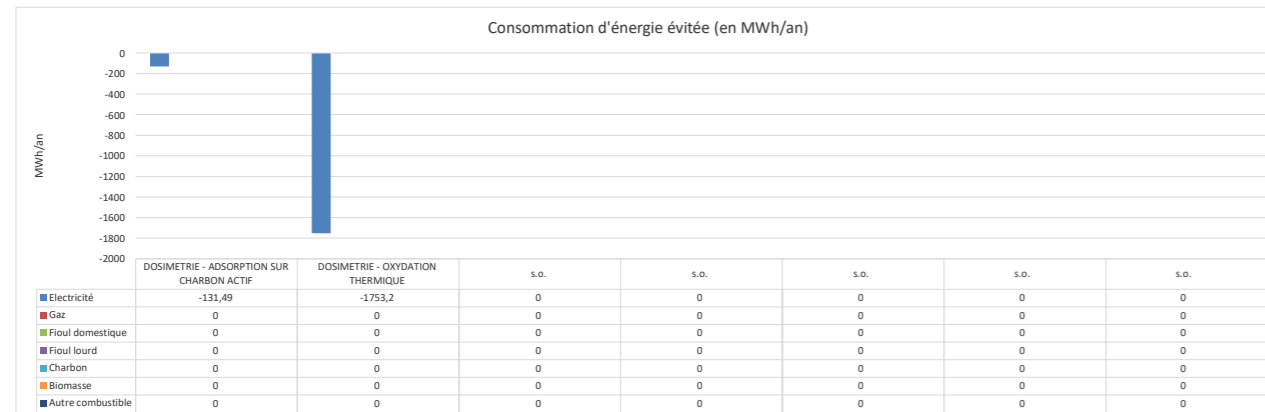 Consommation d'énergie évitée (en MWh/an)
MWh/an
0
-200
-400
-600
-800
-1000
-1200
-1400
-1600
-1800
-2000
DOSIMETRIE - ADSORPTION SUR CHARBON ACTIF DOSIMETRIE - OXYDATION THERMIQUE s.o. s.o. s.o. s.o. s.o.
Electricité -131,49 -1753,2 0 0 0 0 0
Gaz 0 0 0 0 0 0 0
Fioul domestique 0 0 0 0 0 0 0
Fioul lourd 0 0 0 0 0 0 0
Charbon 0 0 0 0 0 0 0
Biomasse 0 0 0 0 0 0 0
Autre combustible 0 0 0 0 0 0 0